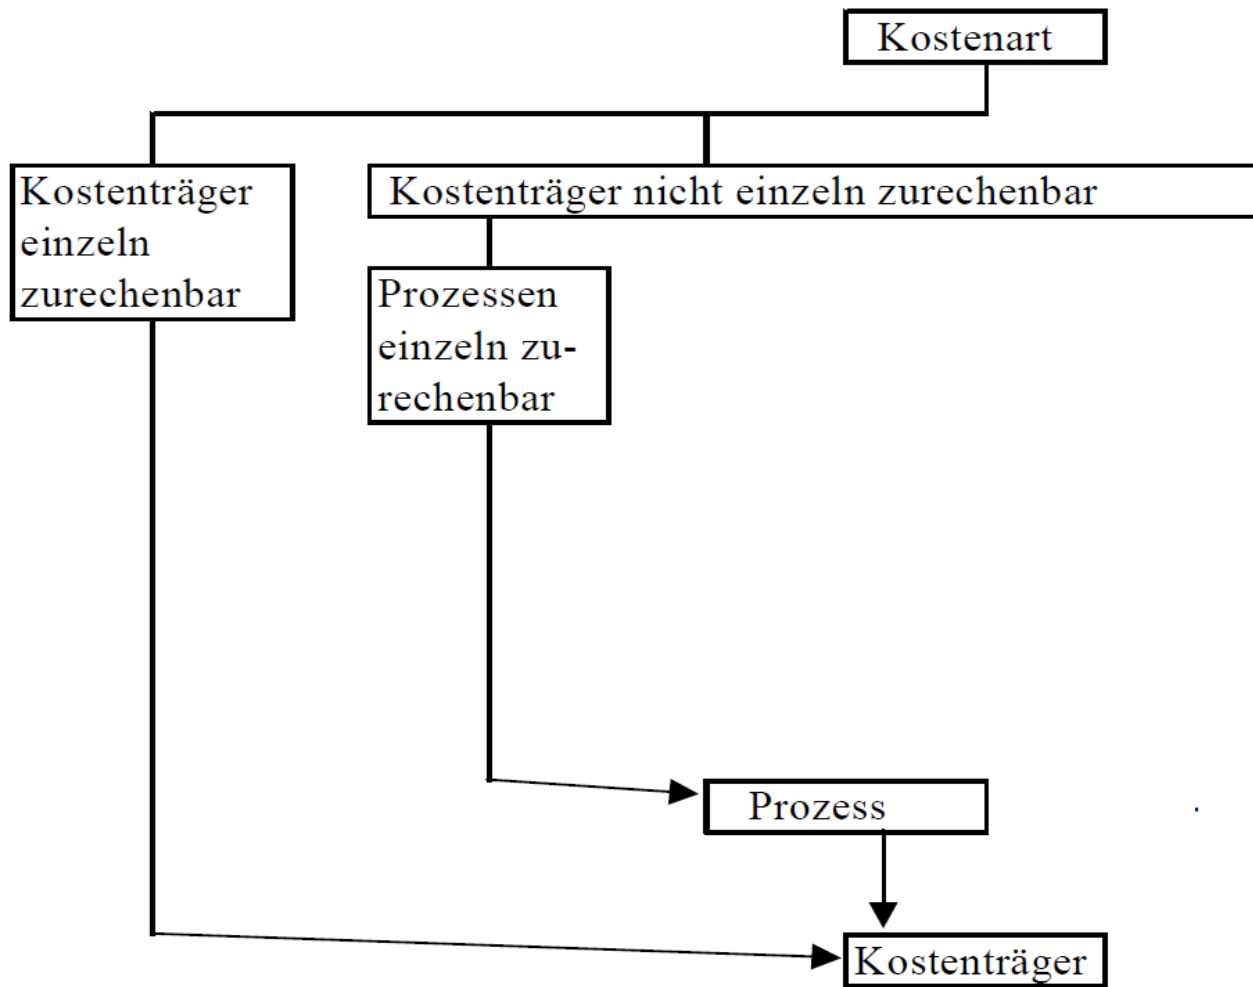 Kostenart
Kostenträger
einzeln
zurechenbar
Kostenträger nicht einzeln zurechenbar
Prozessen
einzeln zu-
rechenbar
Prozess
Kostenträger